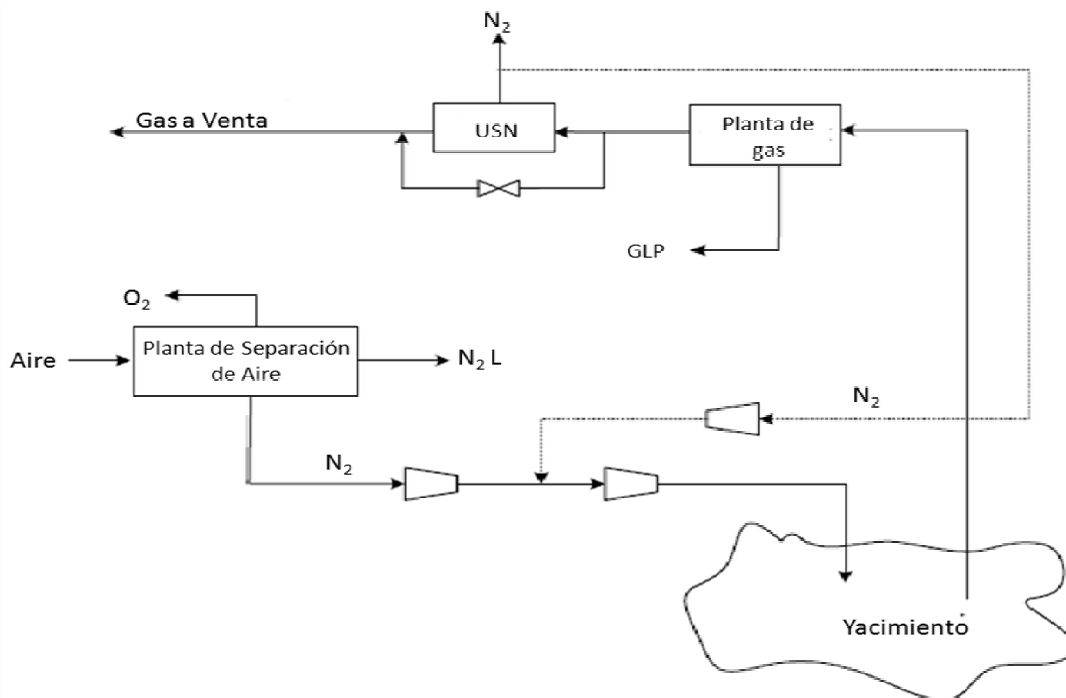 N₂
Gas a Venta
USN
Planta de
gas
GLP
O₂
Aire
Planta de Separación
de Aire
N₂ L
N₂
N₂
Yacimiento